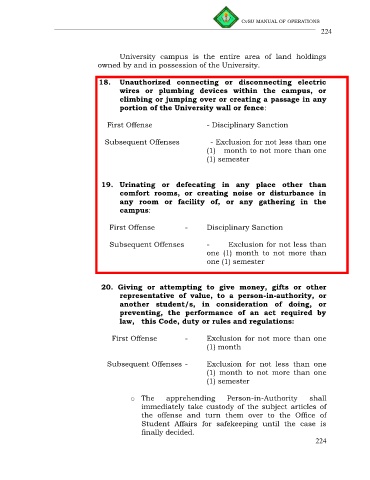 CvSU MANUAL OF OPERATIONS
224
University campus is the entire area of land holdings
owned by and in possession of the University.
18. Unauthorized connecting or disconnecting electric
wires or plumbing devices within the campus, or
climbing or jumping over or creating a passage in any
portion of the University wall or fence:
First Offense - Disciplinary Sanction
Subsequent Offenses - Exclusion for not less than one
(1) month to not more than one
(1) semester
19. Urinating or defecating in any place other than
comfort rooms, or creating noise or disturbance in
any room or facility of, or any gathering in the
campus:
First Offense - Disciplinary Sanction
Subsequent Offenses - Exclusion for not less than
one (1) month to not more than
one (1) semester
20. Giving or attempting to give money, gifts or other
representative of value, to a person-in-authority, or
another student/s, in consideration of doing, or
preventing, the performance of an act required by
law, this Code, duty or rules and regulations:
First Offense - Exclusion for not more than one
(1) month
Subsequent Offenses - Exclusion for not less than one
(1) month to not more than one
(1) semester
o The apprehending Person-in-Authority shall
immediately take custody of the subject articles of
the offense and turn them over to the Office of
Student Affairs for safekeeping until the case is
finally decided.
224